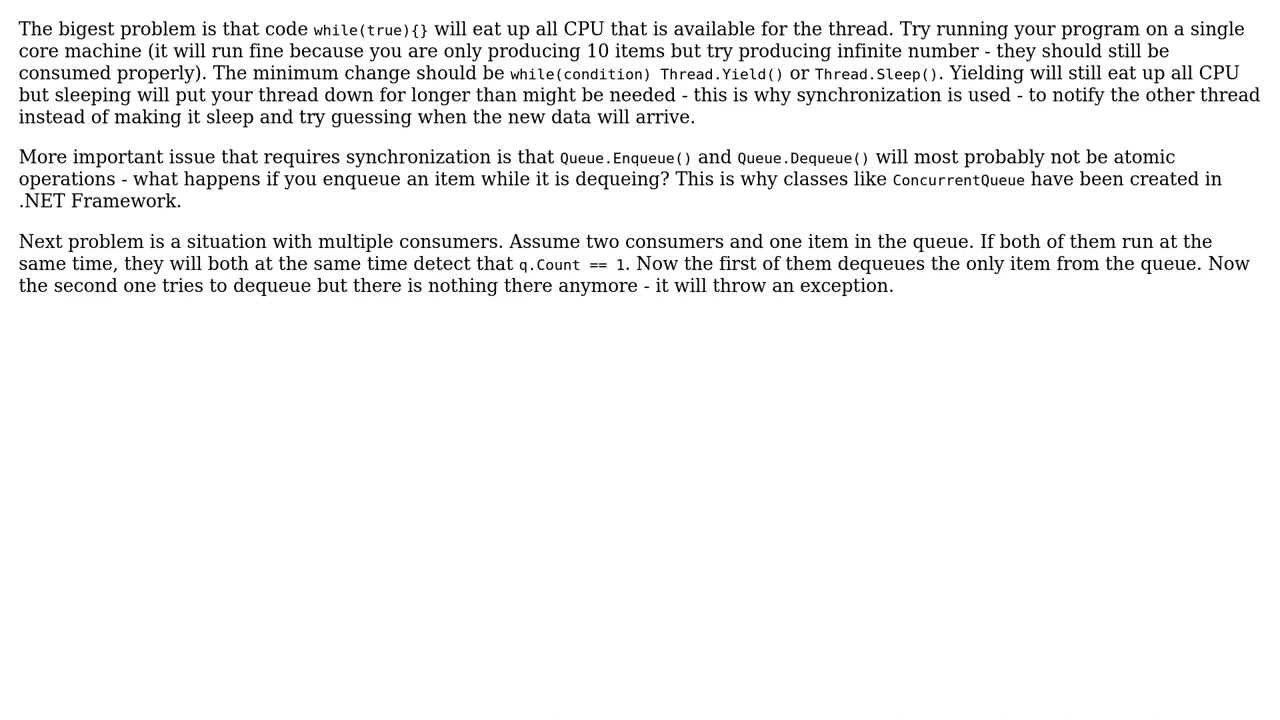 The bigest problem is that code while(true){} will eat up all CPU that is available for the thread. Try running your program on a single
core machine (it will run fine because you are only producing 10 items but try producing infinite number - they should still be
consumed properly). The minimum change should be while(condition) Thread.Yield() or Thread.Sleep(). Yielding will still eat up all CPU
but sleeping will put your thread down for longer than might be needed - this is why synchronization is used - to notify the other thread
instead of making it sleep and try guessing when the new data will arrive.
More important issue that requires synchronization is that Queue.Enqueue() and Queue.Dequeue() will most probably not be atomic
operations - what happens if you enqueue an item while it is dequeing? This is why classes like ConcurrentQueue have been created in
.NET Framework.
Next problem is a situation with multiple consumers. Assume two consumers and one item in the queue. If both of them run at the
same time, they will both at the same time detect that q.Count == 1. Now the first of them dequeues the only item from the queue. Now
the second one tries to dequeue but there is nothing there anymore - it will throw an exception.